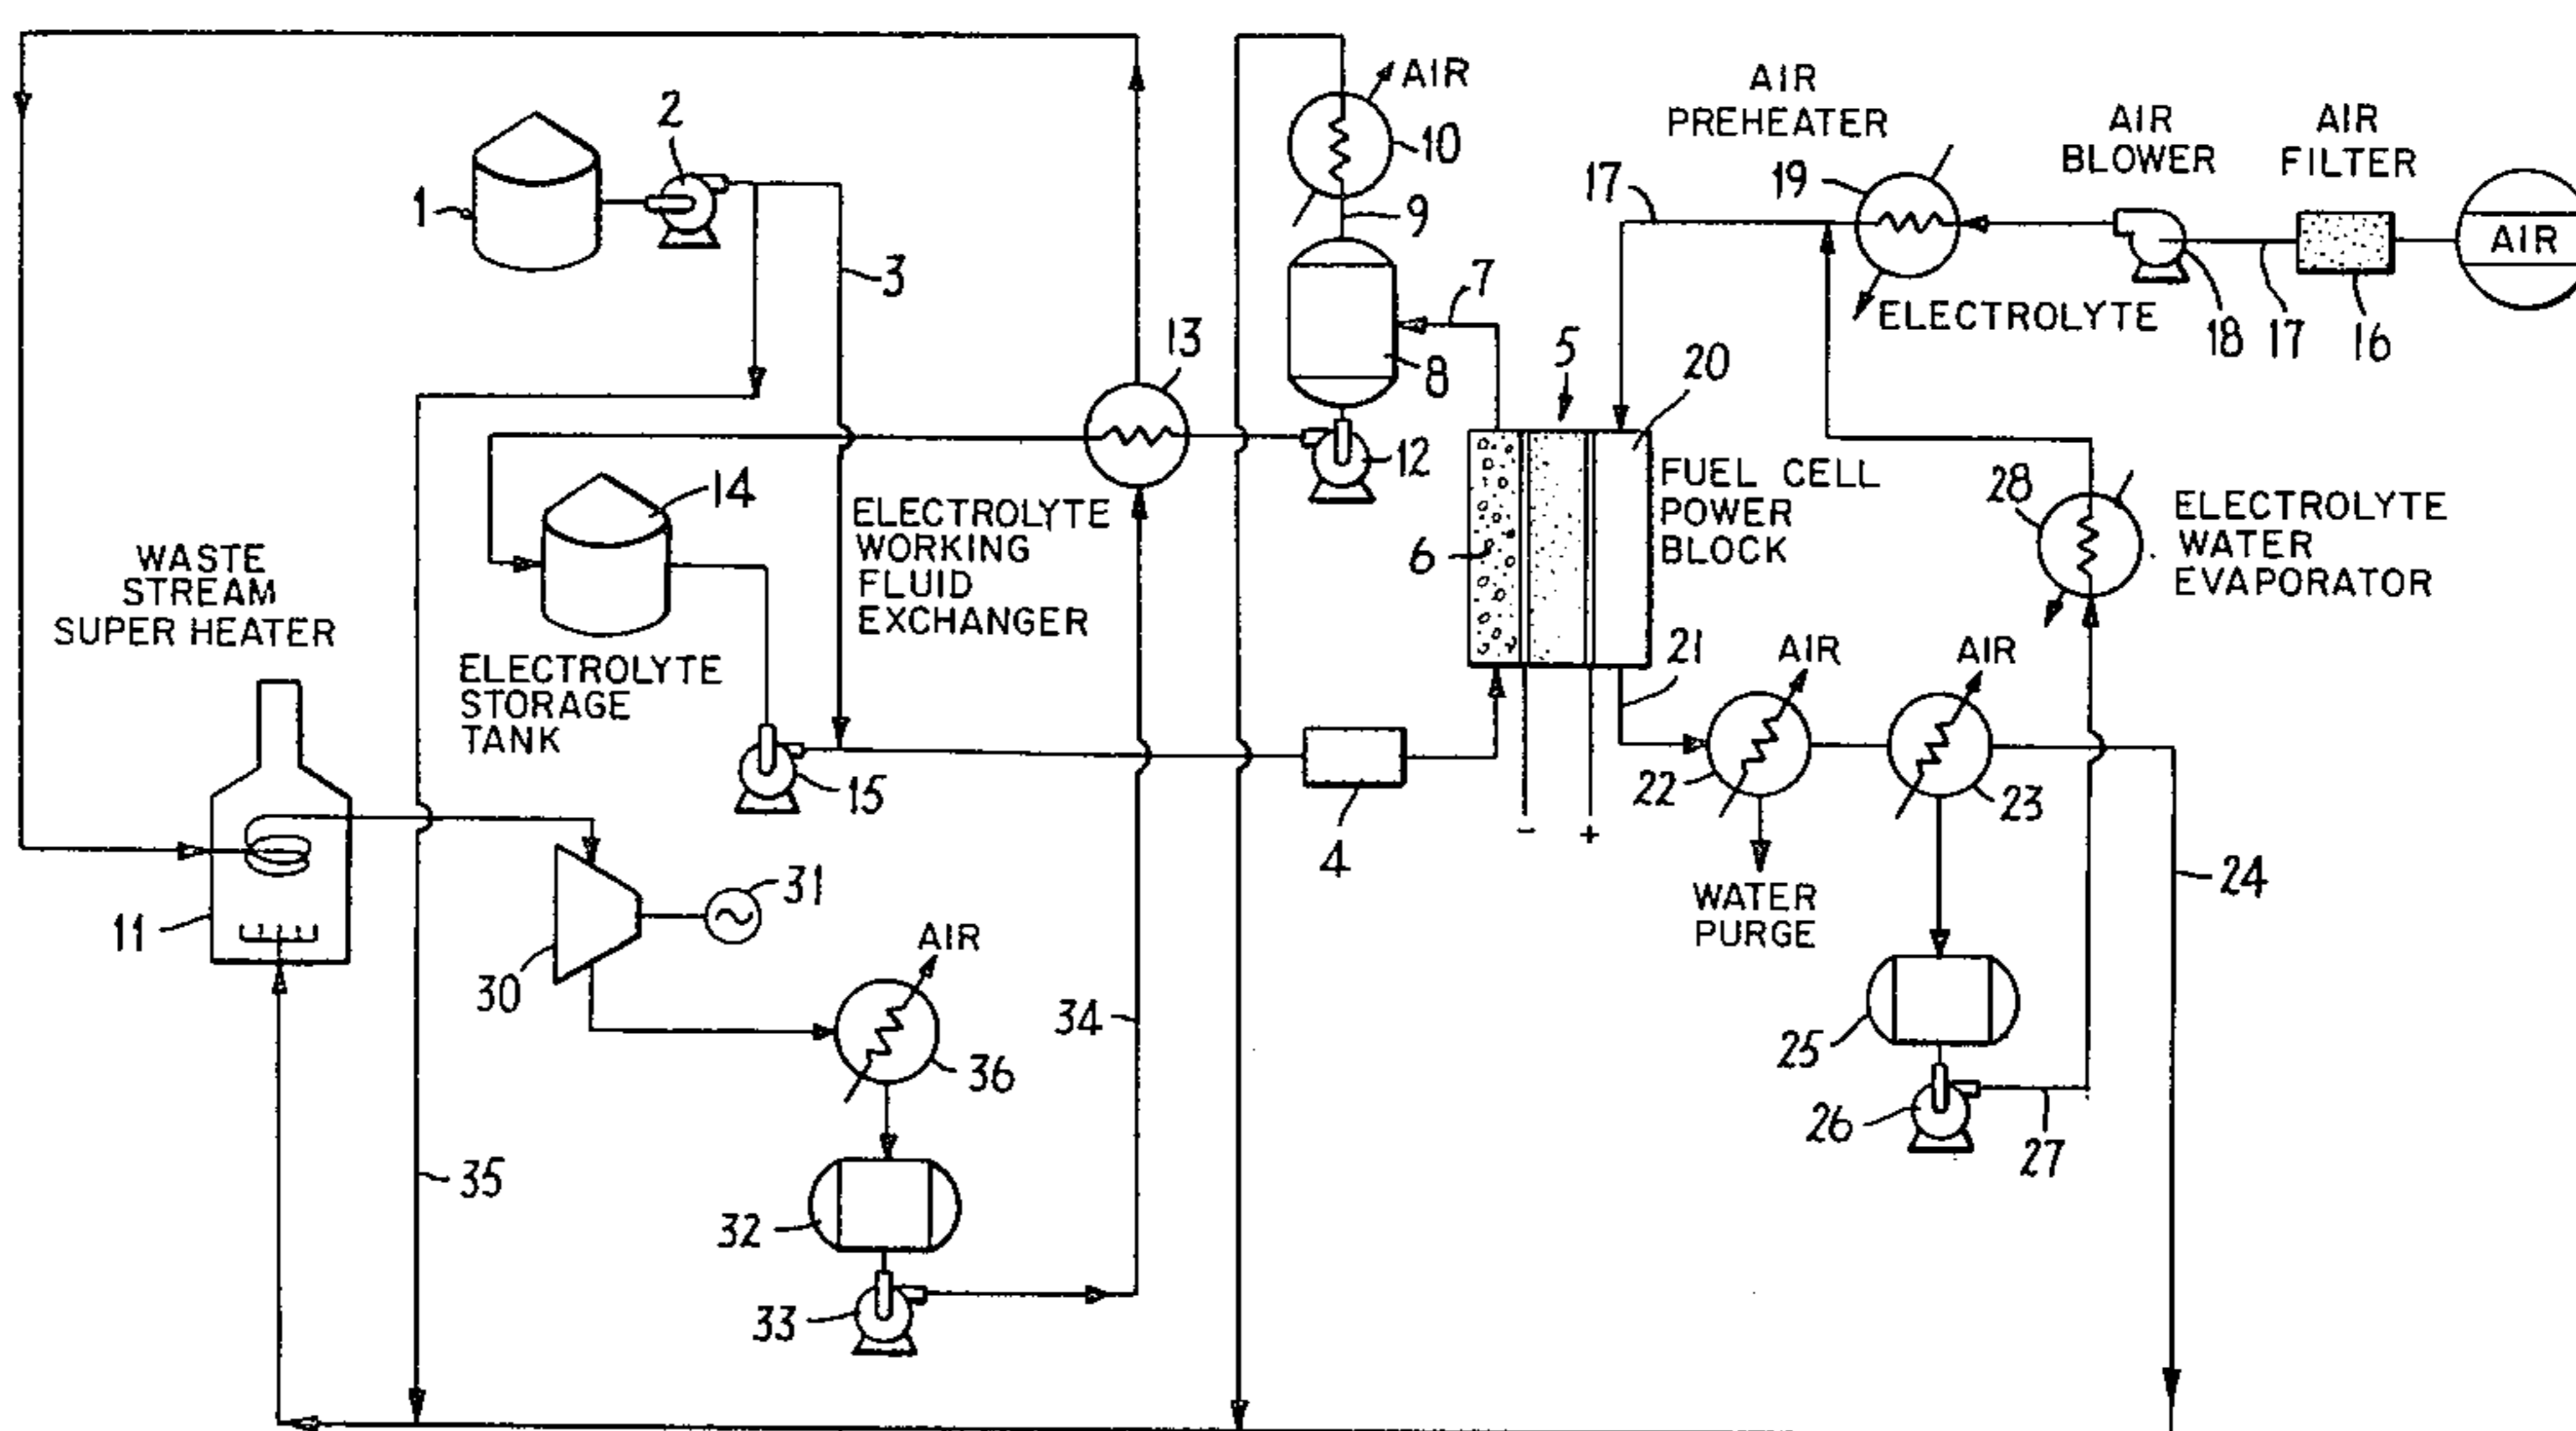 AIR
10
9
2
1
3
AIR
PREHEATER
17
19
ELECTROLYTE
AIR
BLOWER
AIR
FILTER
AIR
18
17
16
7
8
5
20
13
12
14
ELECTROLYTE
WORKING
FLUID
EXCHANGER
6
FUEL CELL
POWER
BLOCK
28
ELECTROLYTE
WATER
EVAPORATOR
WASTE
STREAM
SUPER HEATER
ELECTROLYTE
STORAGE
TANK
15
4
-
+
21
AIR
AIR
22
23
WATER
PURGE
24
11
30
31
AIR
36
34
25
26
27
35
32
33